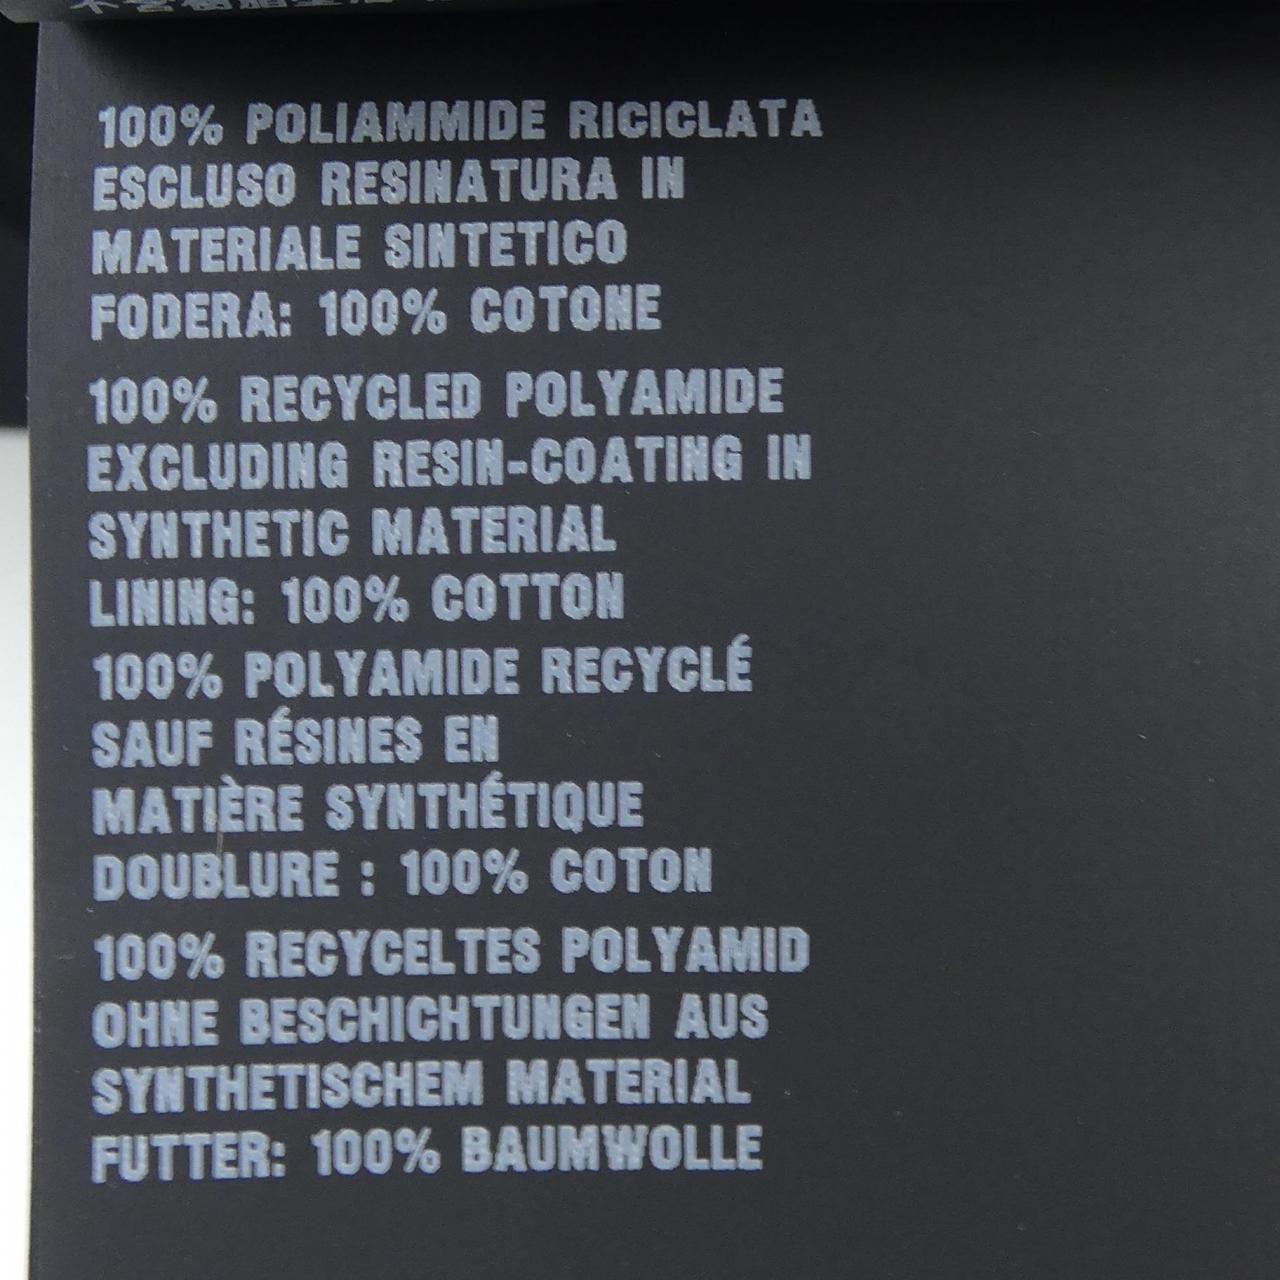 100% POLIAMMIDE RICICLATA
ESCLUSO RESINATURA IN
MATERIALE SINTETICO
FODERA: 100% COTONE
100% RECYCLED POLYAMIDE
EXCLUDING RESIN-COATING IN
SYNTHETIC MATERIAL
LINING: 100% COTTON
100% POLYAMIDE RECYCLÉ
SAUF RÉSINES EN
MATIÈRE SYNTHÉTIQUE
DOUBLURE : 100% COTON
100% RECYCELTES POLYAMID
OHNE BESCHICHTUNGEN AUS
SYNTHETISCHEM MATERIAL
FUTTER: 100% BAUMWOLLE